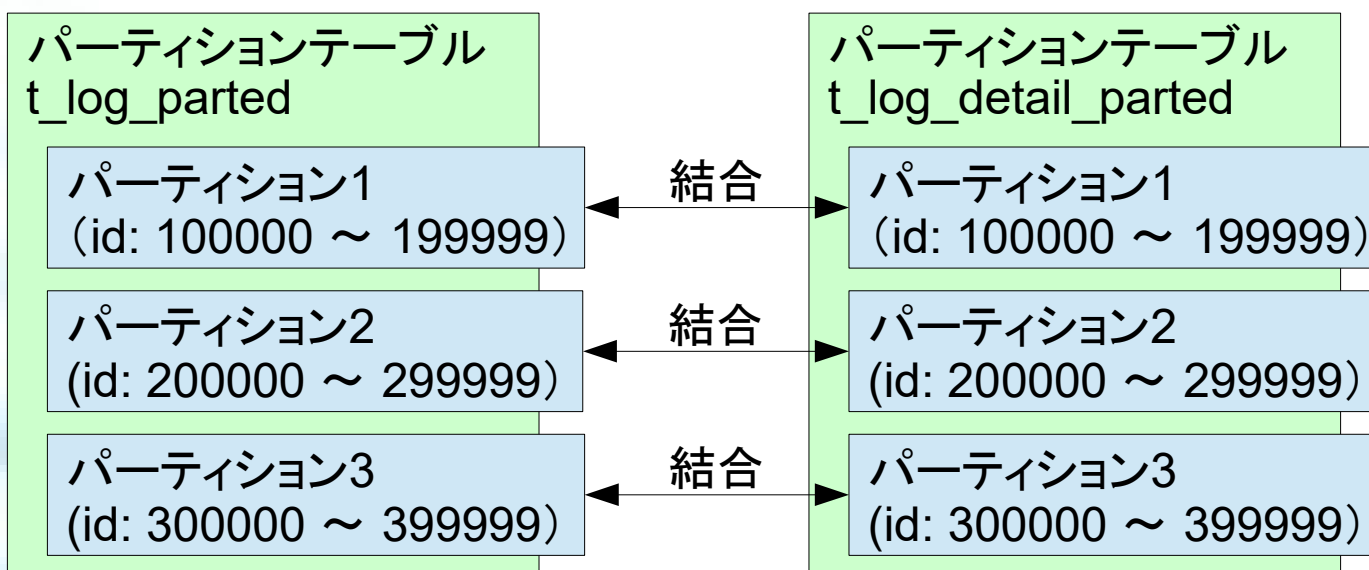 パーティションテーブル
t_log_parted
パーティション1
（id: 100000 ～ 199999）
パーティション2
(id: 200000 ～ 299999）
パーティション3
(id: 300000 ～ 399999）
結合
結合
結合
パーティションテーブル
t_log_detail_parted
パーティション1
（id: 100000 ～ 199999）
パーティション2
(id: 200000 ～ 299999）
パーティション3
(id: 300000 ～ 399999）